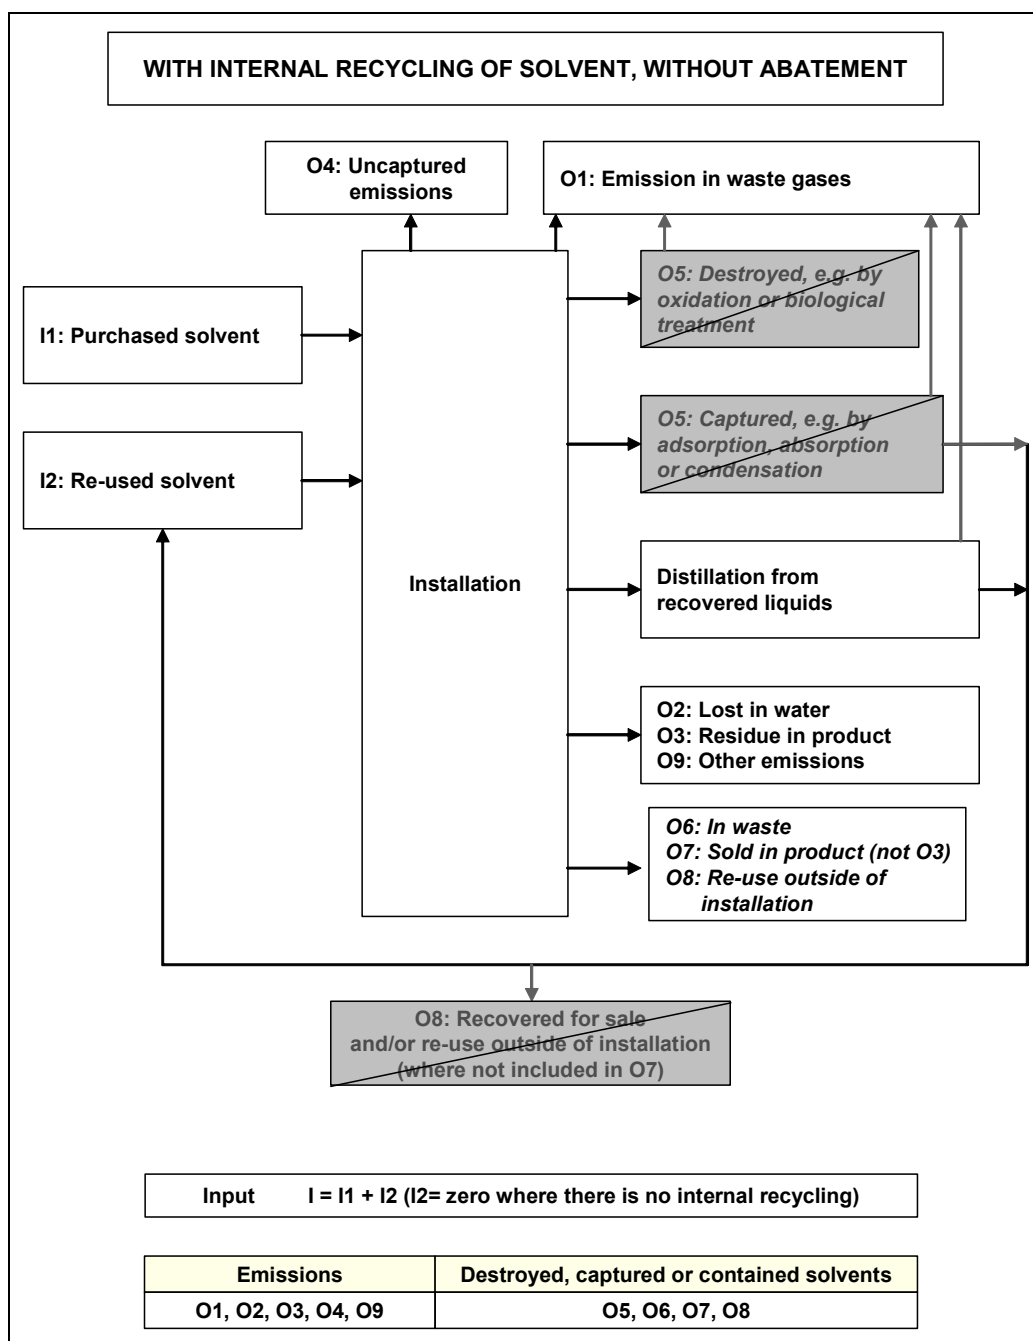 WITH INTERNAL RECYCLING OF SOLVENT, WITHOUT ABATEMENT
O4: Uncaptured
emissions
O1: Emission in waste gases
I1: Purchased solvent
I2: Re-used solvent
Installation
O5: Destroyed, e.g. by
oxidation or biological
treatment
O5: Captured, e.g. by
adsorption, absorption
or condensation
Distillation from
recovered liquids
O2: Lost in water
O3: Residue in product
O9: Other emissions
O6: In waste
O7: Sold in product (not O3)
O8: Re-use outside of
installation
O8: Recovered for sale
and/or re-use outside of installation
(where not included in O7)
Input I = I1 + I2 (I2= zero where there is no internal recycling)
Emissions Destroyed, captured or contained solvents
O1, O2, O3, O4, O9 O5, O6, O7, O8